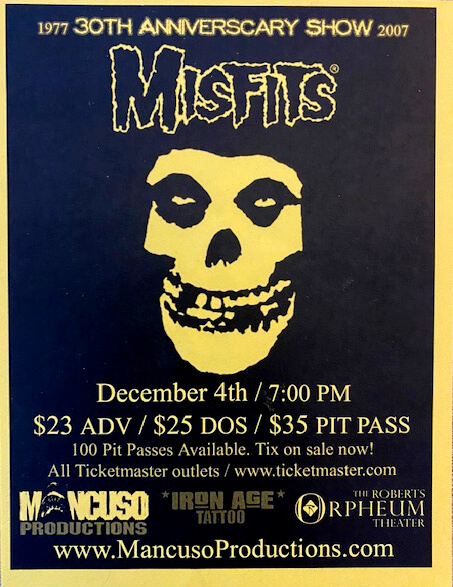 1977 30TH ANNIVERSCARY SHOW 2007
MISFITS®
December 4th / 7:00 PM
$23 ADV / $25 DOS / $35 PIT PASS
100 Pit Passes Available. Tix on sale now!
All Ticketmaster outlets / www.ticketmaster.com
MANCUSO
PRODUCTIONS
*IRON AGE*
TATTOO
THE ROBERTS
ORPHEUM
THEATER
www.MancusoProductions.com